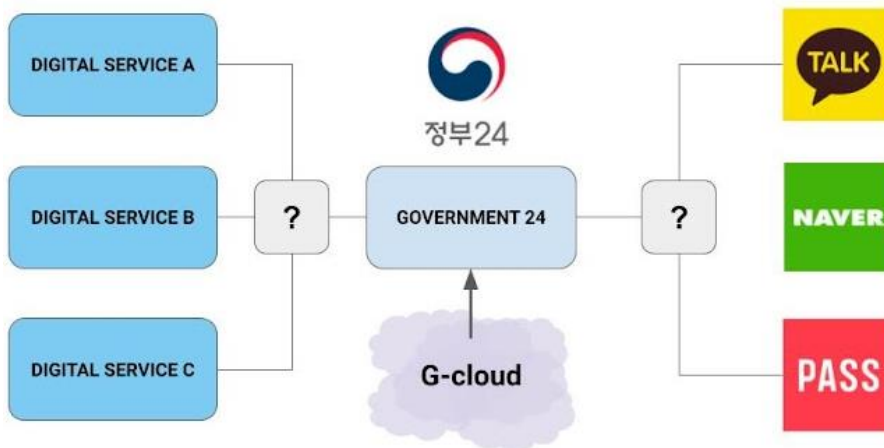 DIGITAL SERVICE A
TALK
정부24
DIGITAL SERVICE B
?
GOVERNMENT 24
?
NAVER
DIGITAL SERVICE C
G-cloud
PASS